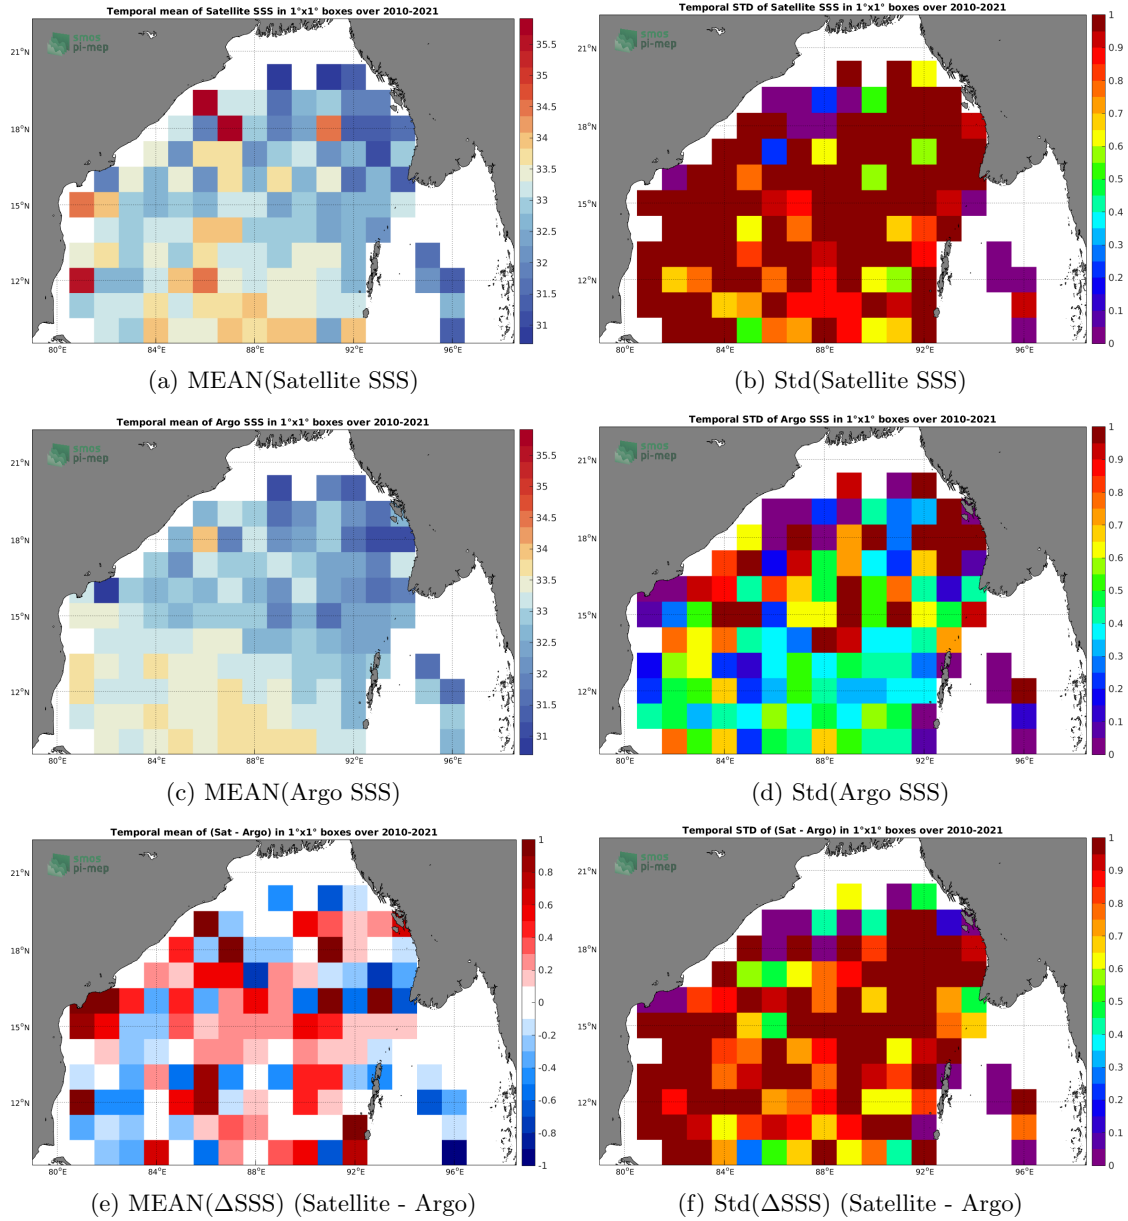 Temporal mean of Satellite SSS in 1°x1° boxes over 2010-2021
smos
pi-mep
21°N
18°N
15°N
12°N
80°E
84°E
88°E
92°E
96°E
35.5
35
34.5
34
33.5
33
32.5
32
31.5
31
(a) MEAN(Satellite SSS)
Temporal STD of Satellite SSS in 1°x1° boxes over 2010-2021
smos
pi-mep
21°N
18°N
15°N
12°N
80°E
84°E
88°E
92°E
96°E
1
0.9
0.8
0.7
0.6
0.5
0.4
0.3
0.2
0.1
0
(b) Std(Satellite SSS)
Temporal mean of Argo SSS in 1°x1° boxes over 2010-2021
smos
pi-mep
21°N
18°N
15°N
12°N
80°E
84°E
88°E
92°E
96°E
35.5
35
34.5
34
33.5
33
32.5
32
31.5
31
(c) MEAN(Argo SSS)
Temporal STD of Argo SSS in 1°x1° boxes over 2010-2021
smos
pi-mep
21°N
18°N
15°N
12°N
80°E
84°E
88°E
92°E
96°E
1
0.9
0.8
0.7
0.6
0.5
0.4
0.3
0.2
0.1
0
(d) Std(Argo SSS)
Temporal mean of (Sat - Argo) in 1°x1° boxes over 2010-2021
smos
pi-mep
21°N
18°N
15°N
12°N
80°E
84°E
88°E
92°E
96°E
1
0.8
0.6
0.4
0.2
0
-0.2
-0.4
-0.6
-0.8
-1
(e) MEAN(ΔSSS) (Satellite - Argo)
Temporal STD of (Sat - Argo) in 1°x1° boxes over 2010-2021
smos
pi-mep
21°N
18°N
15°N
12°N
80°E
84°E
88°E
92°E
96°E
1
0.9
0.8
0.7
0.6
0.5
0.4
0.3
0.2
0.1
0
(f) Std(ΔSSS) (Satellite - Argo)